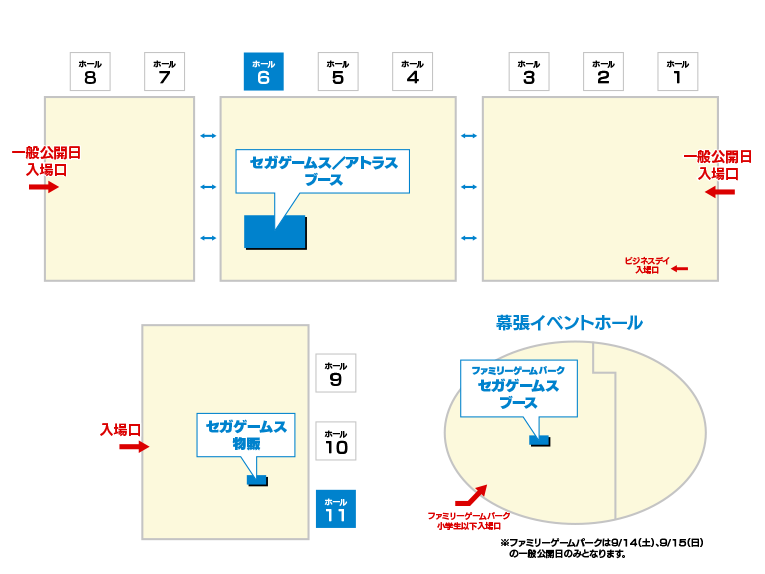 ホール
8
ホール
7
ホール
6
ホール
5
ホール
4
ホール
3
ホール
2
ホール
1
一般公開日
入場口
セガゲームス／アトラス
ブース
一般公開日
入場口
ビジネスデイ
入場口
幕張イベントホール
ホール
9
ファミリーゲームパーク
セガゲームス
ブース
入場口
セガゲームス
物販
ホール
10
ホール
11
ファミリーゲームパーク
小学生以下入場口
※ファミリーゲームパークは9/14(土)、9/15(日)
の一般公開日のみとなります。